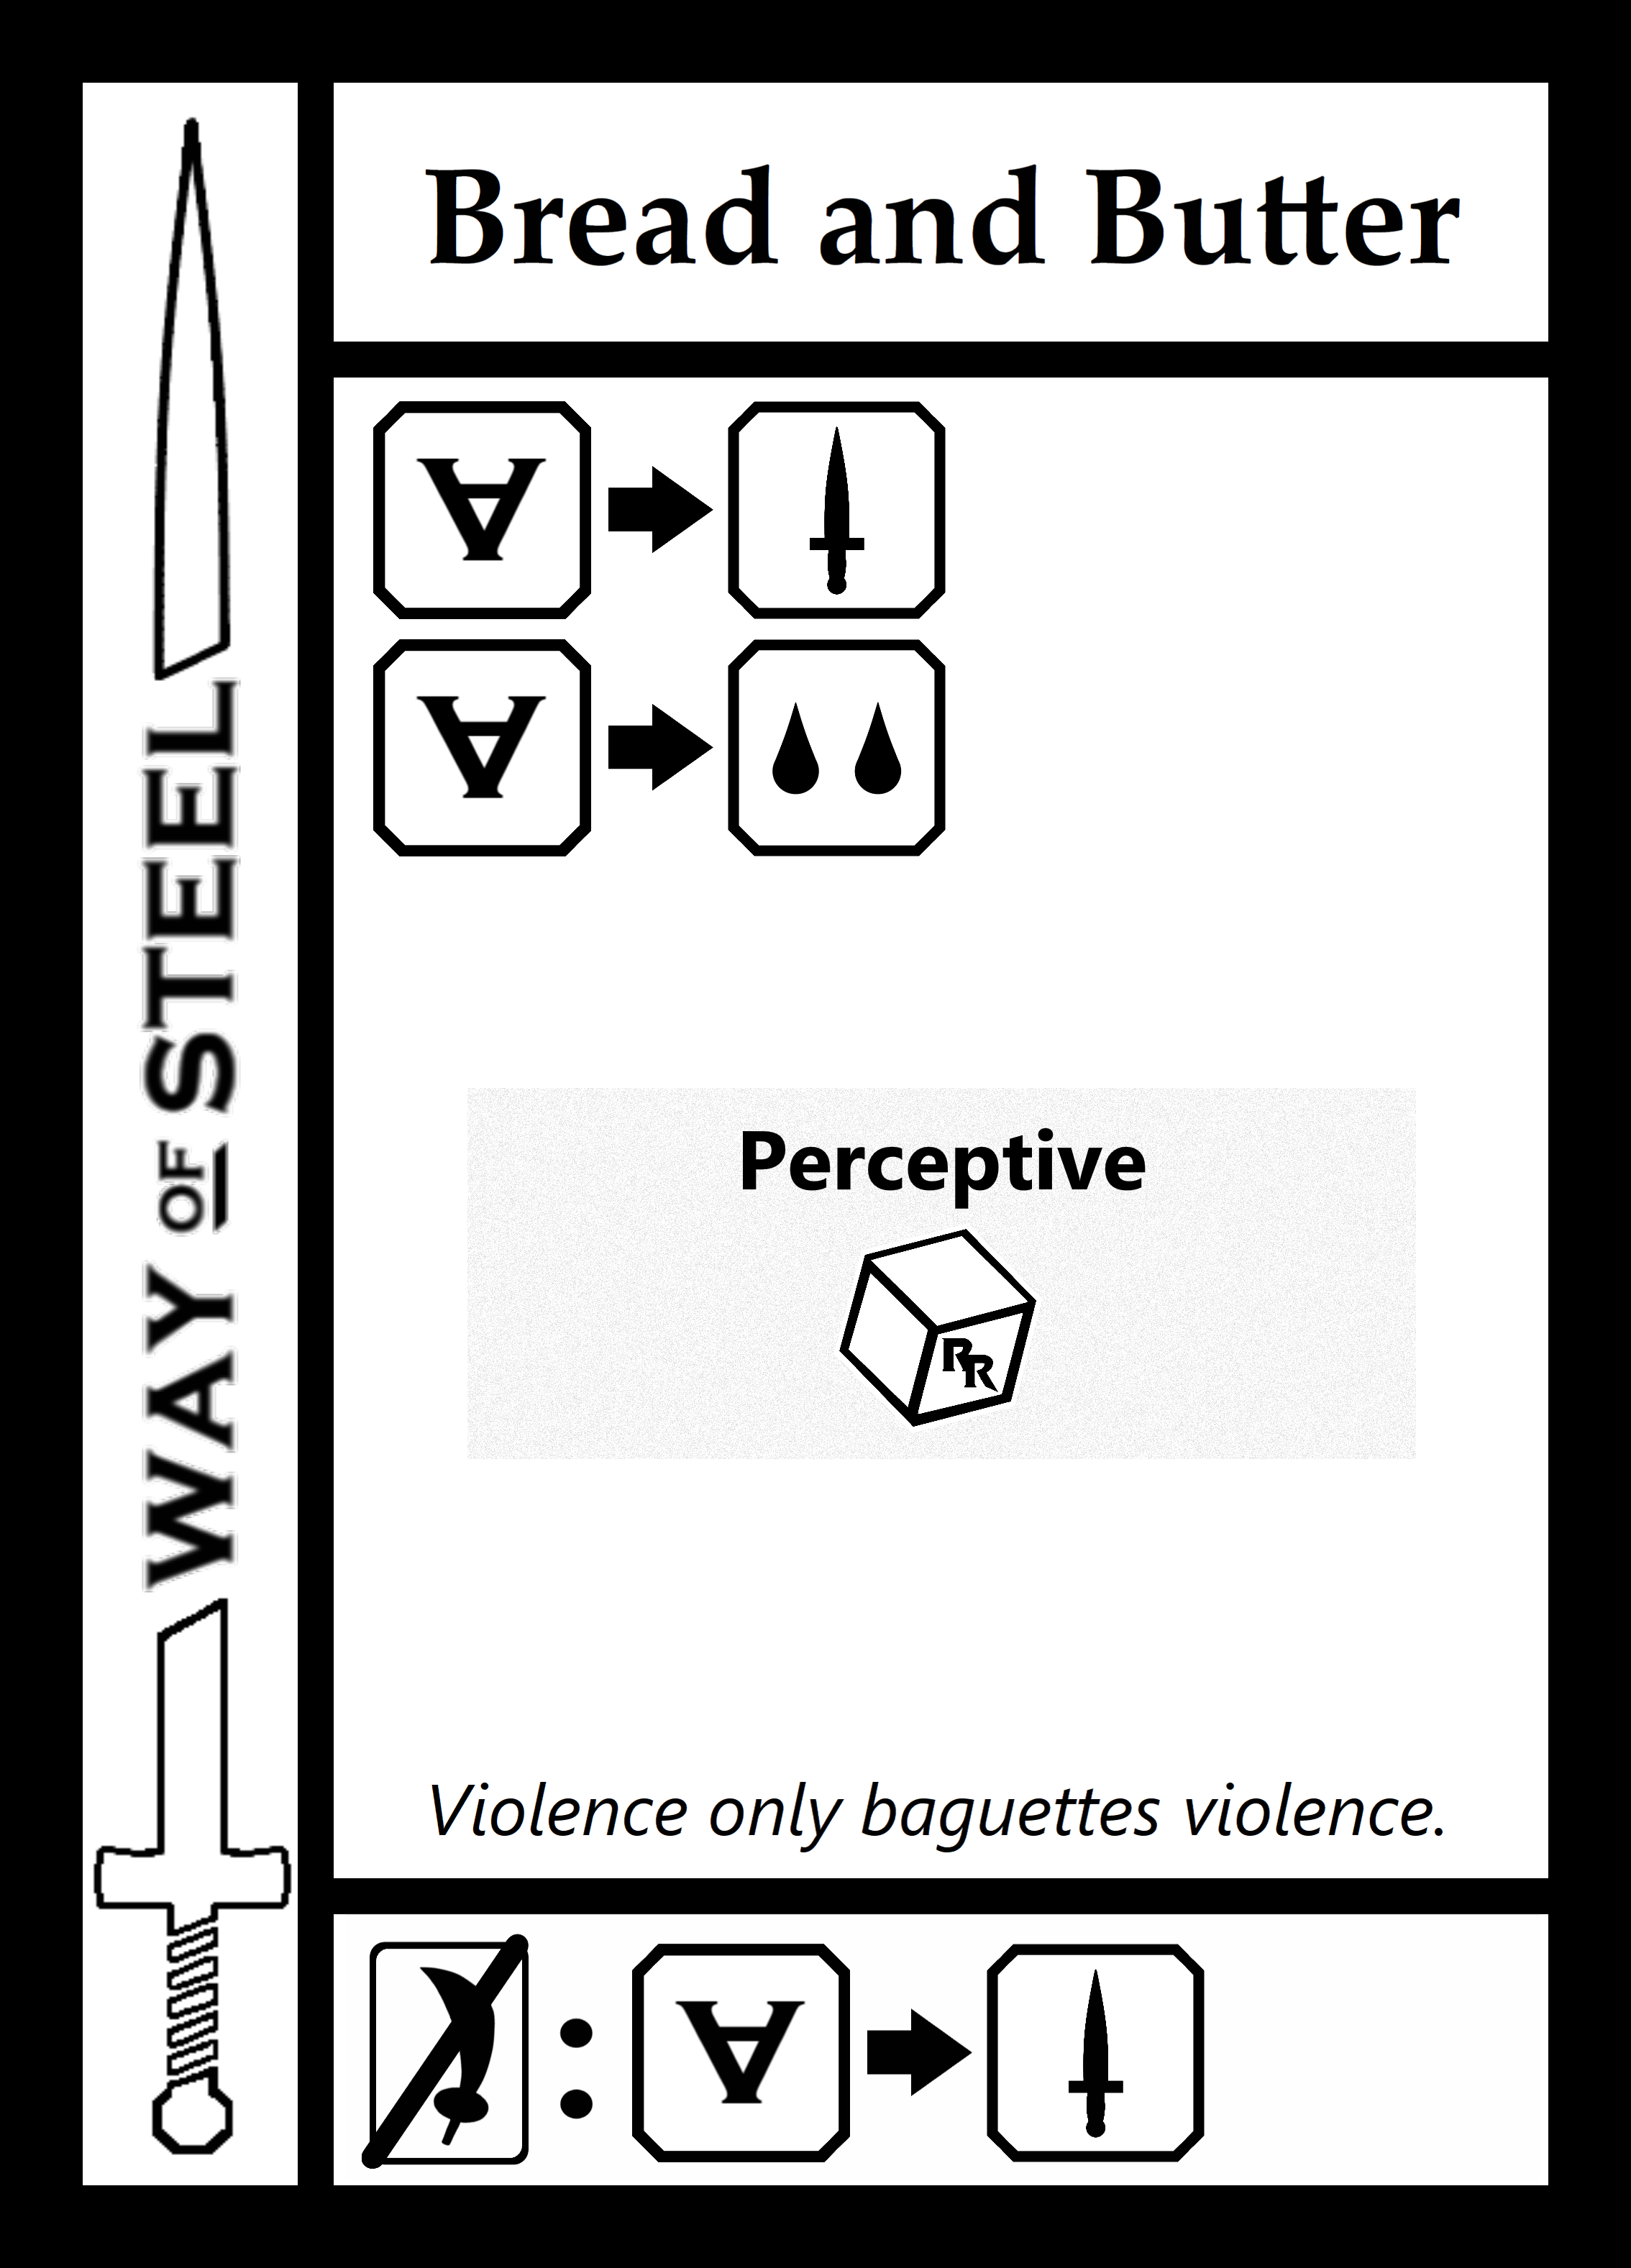 WAY OF STEEL
Bread and Butter
∀
∀
Perceptive
RR
Violence only baguettes violence.
: ∀